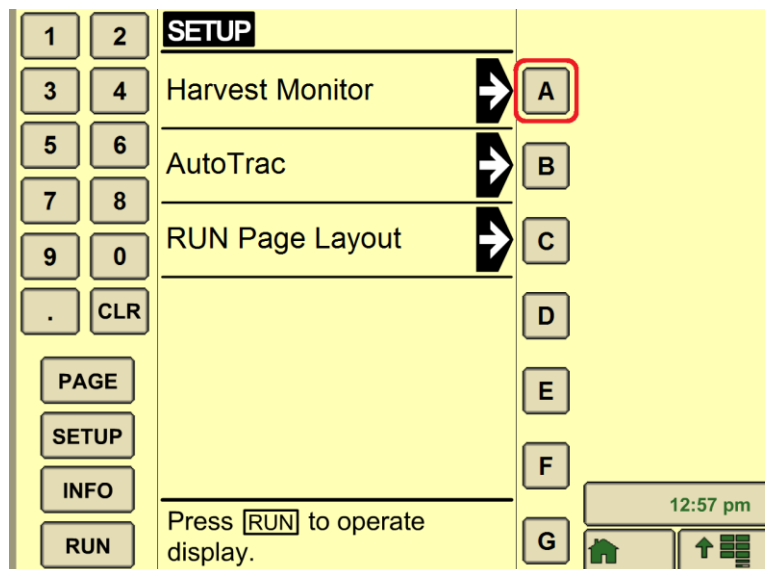 1 2 SETUP
3 4 Harvest Monitor A
5 6 AutoTrac B
7 8
9 0 RUN Page Layout C
. CLR D
PAGE E
SETUP
INFO F
12:57 pm
RUN Press RUN to operate
display. G